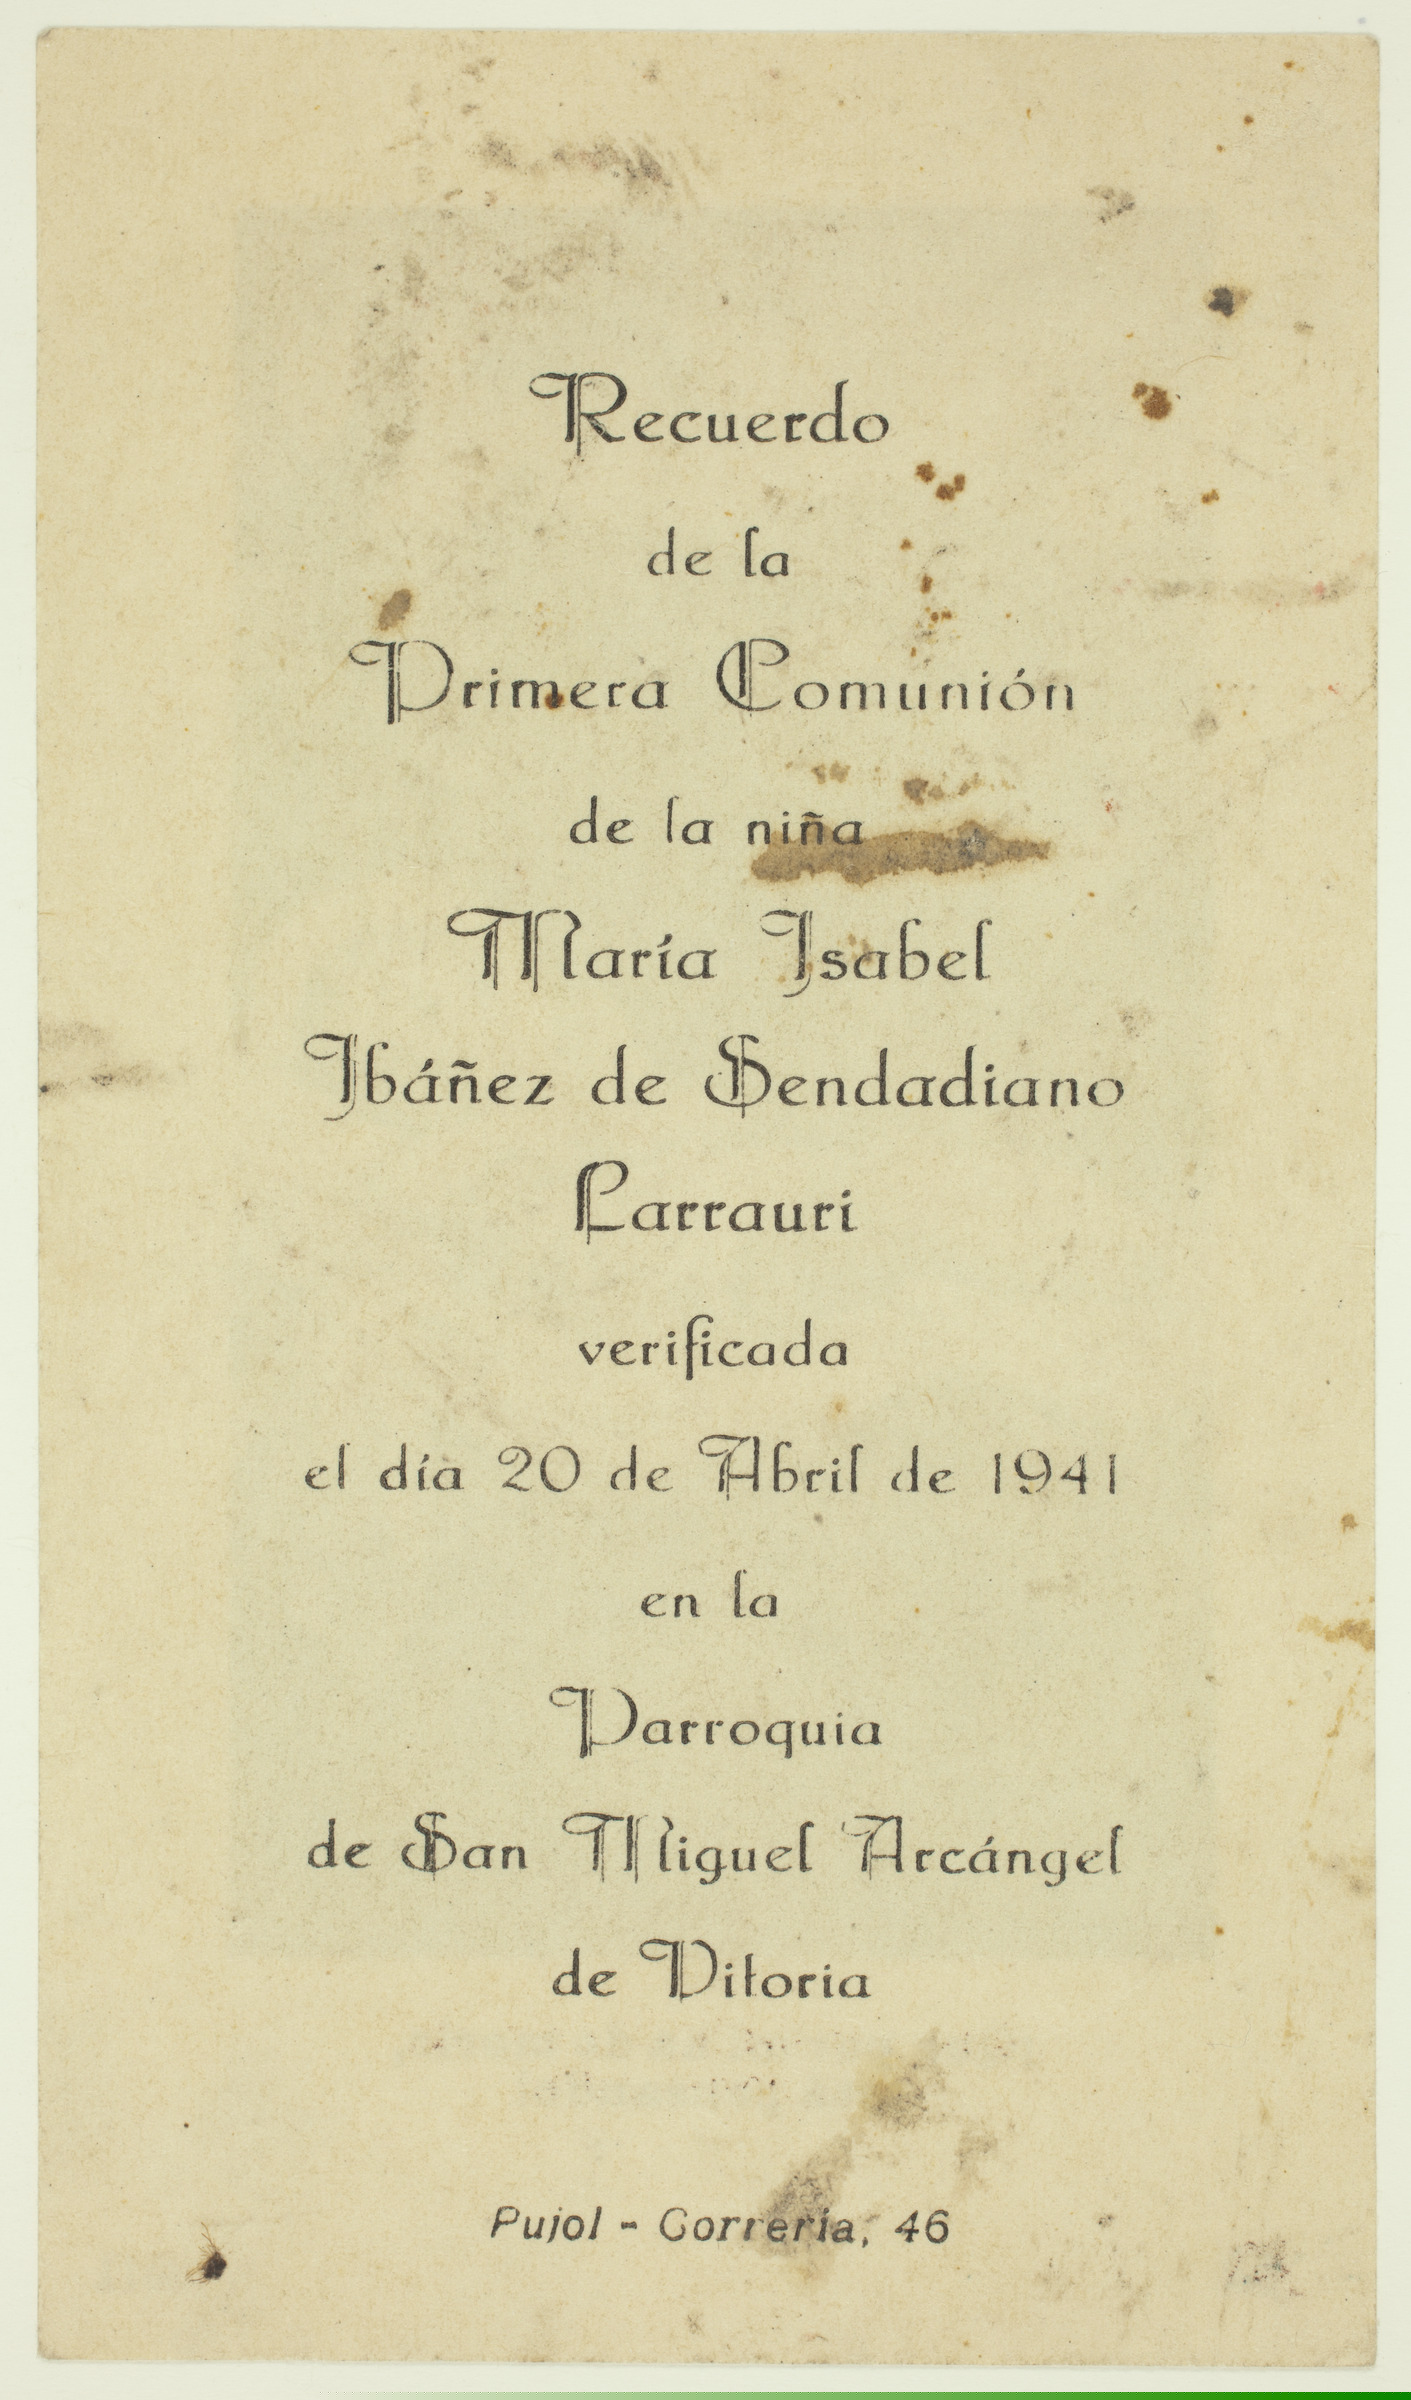 Recuerdo
de la
Primera Comunión
de la niña
María Isabel
Ibáñez de Sendadiano
Larrauri
verificada
el día 20 de Abril de 1941
en la
Parroquia
de San Miguel Arcángel
de Vitoria
Pujol - Correria, 46